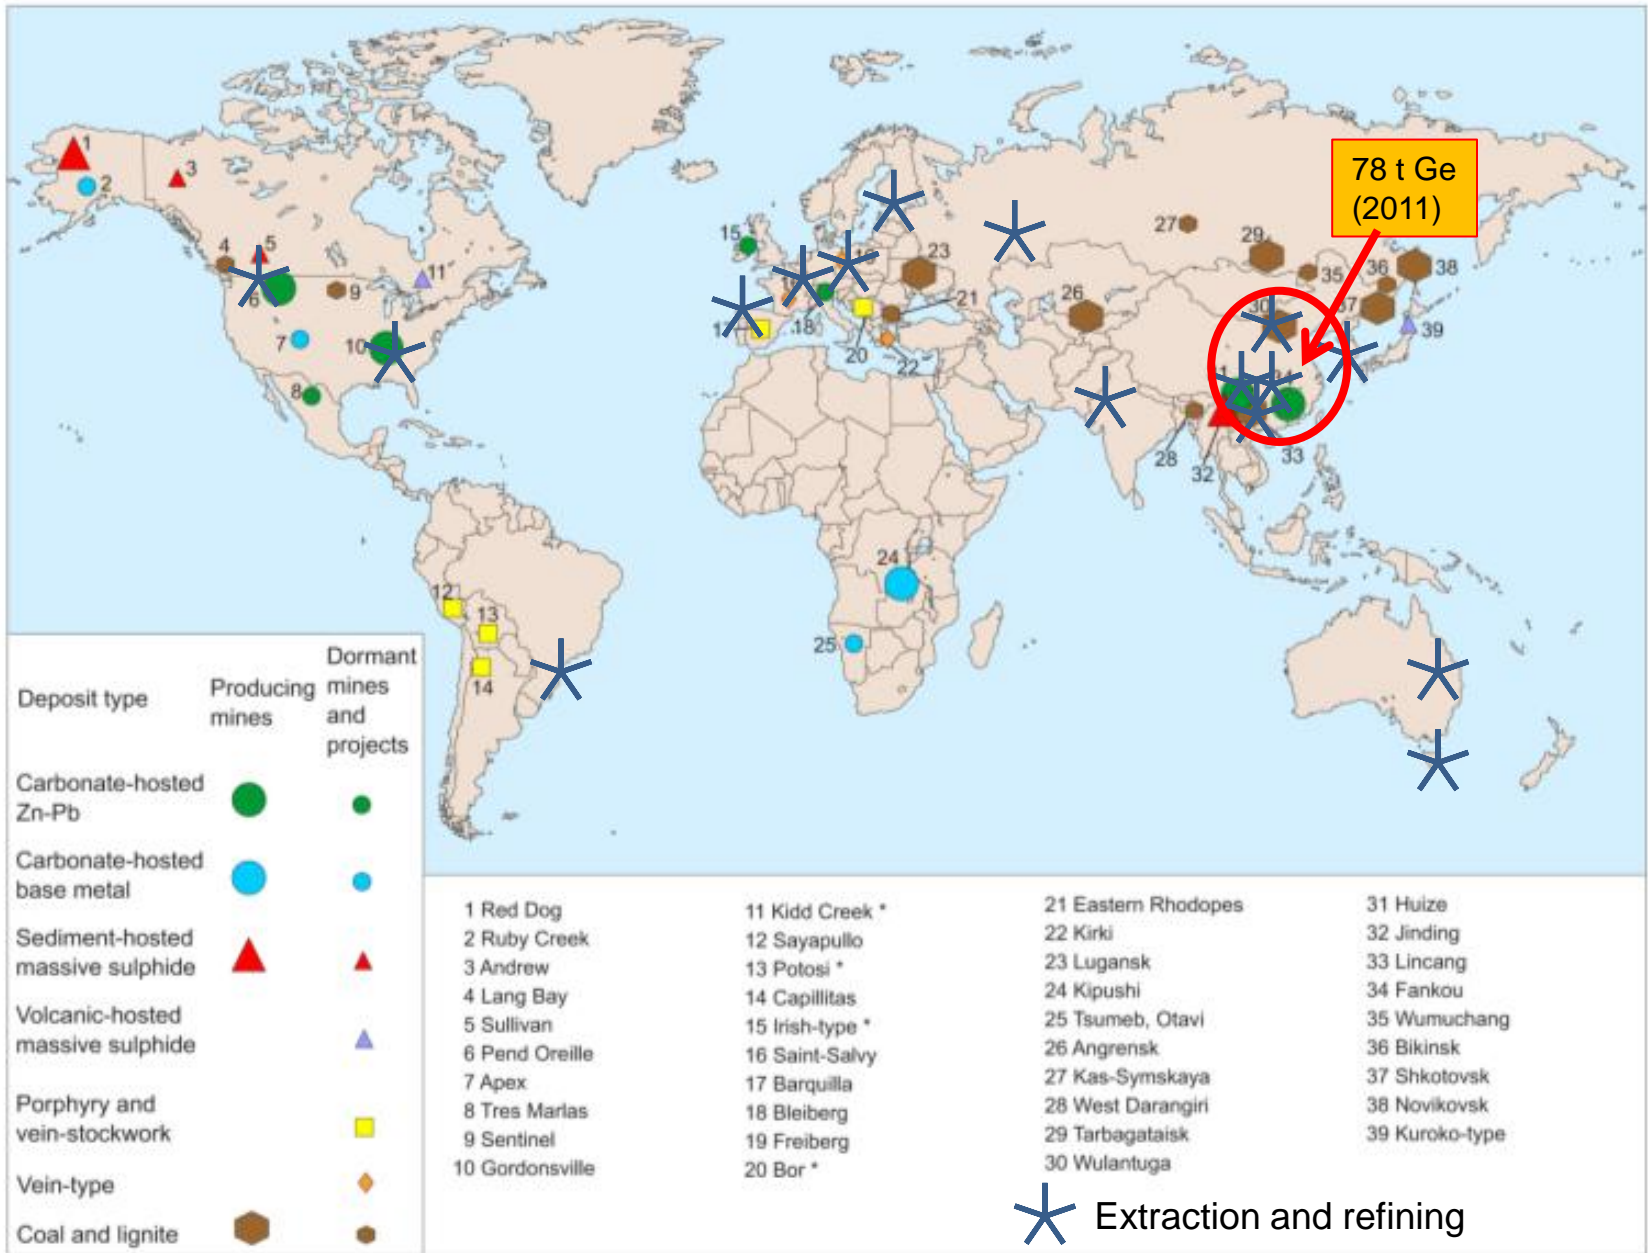 1
2
3
4
5
6
7
8
9
10
11
12
13
14
15
18
20
21
22
23
24
25
26
27
28
29
30
32
33
35
36
37
38
39
78 t Ge
(2011)
Deposit type
Producing
mines
Dormant
mines
and
projects
Carbonate-hosted
Zn-Pb
Carbonate-hosted
base metal
Sediment-hosted
massive sulphide
Volcanic-hosted
massive sulphide
Porphyry and
vein-stockwork
Vein-type
Coal and lignite
1 Red Dog
2 Ruby Creek
3 Andrew
4 Lang Bay
5 Sullivan
6 Pend Oreille
7 Apex
8 Tres Marlas
9 Sentinel
10 Gordonsville
11 Kidd Creek *
12 Sayapullo
13 Potosi *
14 Capillitas
15 Irish-type *
16 Saint-Salvy
17 Barquilla
18 Bleiberg
19 Freiberg
20 Bor *
21 Eastern Rhodopes
22 Kirki
23 Lugansk
24 Kipushi
25 Tsumeb, Otavi
26 Angrensk
27 Kas-Symskaya
28 West Darangiri
29 Tarbagataisk
30 Wulantuga
31 Huize
32 Jinding
33 Lincang
34 Fankou
35 Wumuchang
36 Bikinsk
37 Shkotovsk
38 Novikovsk
39 Kuroko-type
Extraction and refining